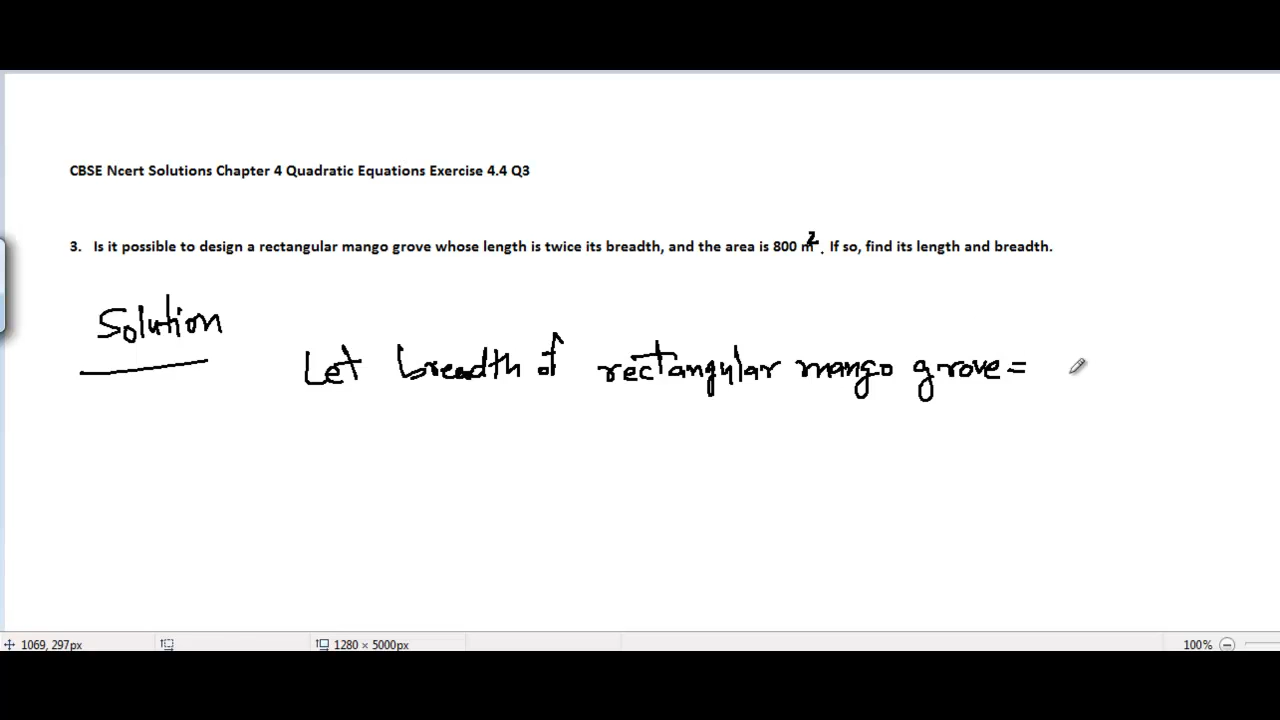 CBSE Ncert Solutions Chapter 4 Quadratic Equations Exercise 4.4 Q3
3. Is it possible to design a rectangular mango grove whose length is twice its breadth, and the area is 800 m². If so, find its length and breadth.
Solution
Let breadth of rectangular mango grove =
1069, 297px 1280 × 5000px 100%